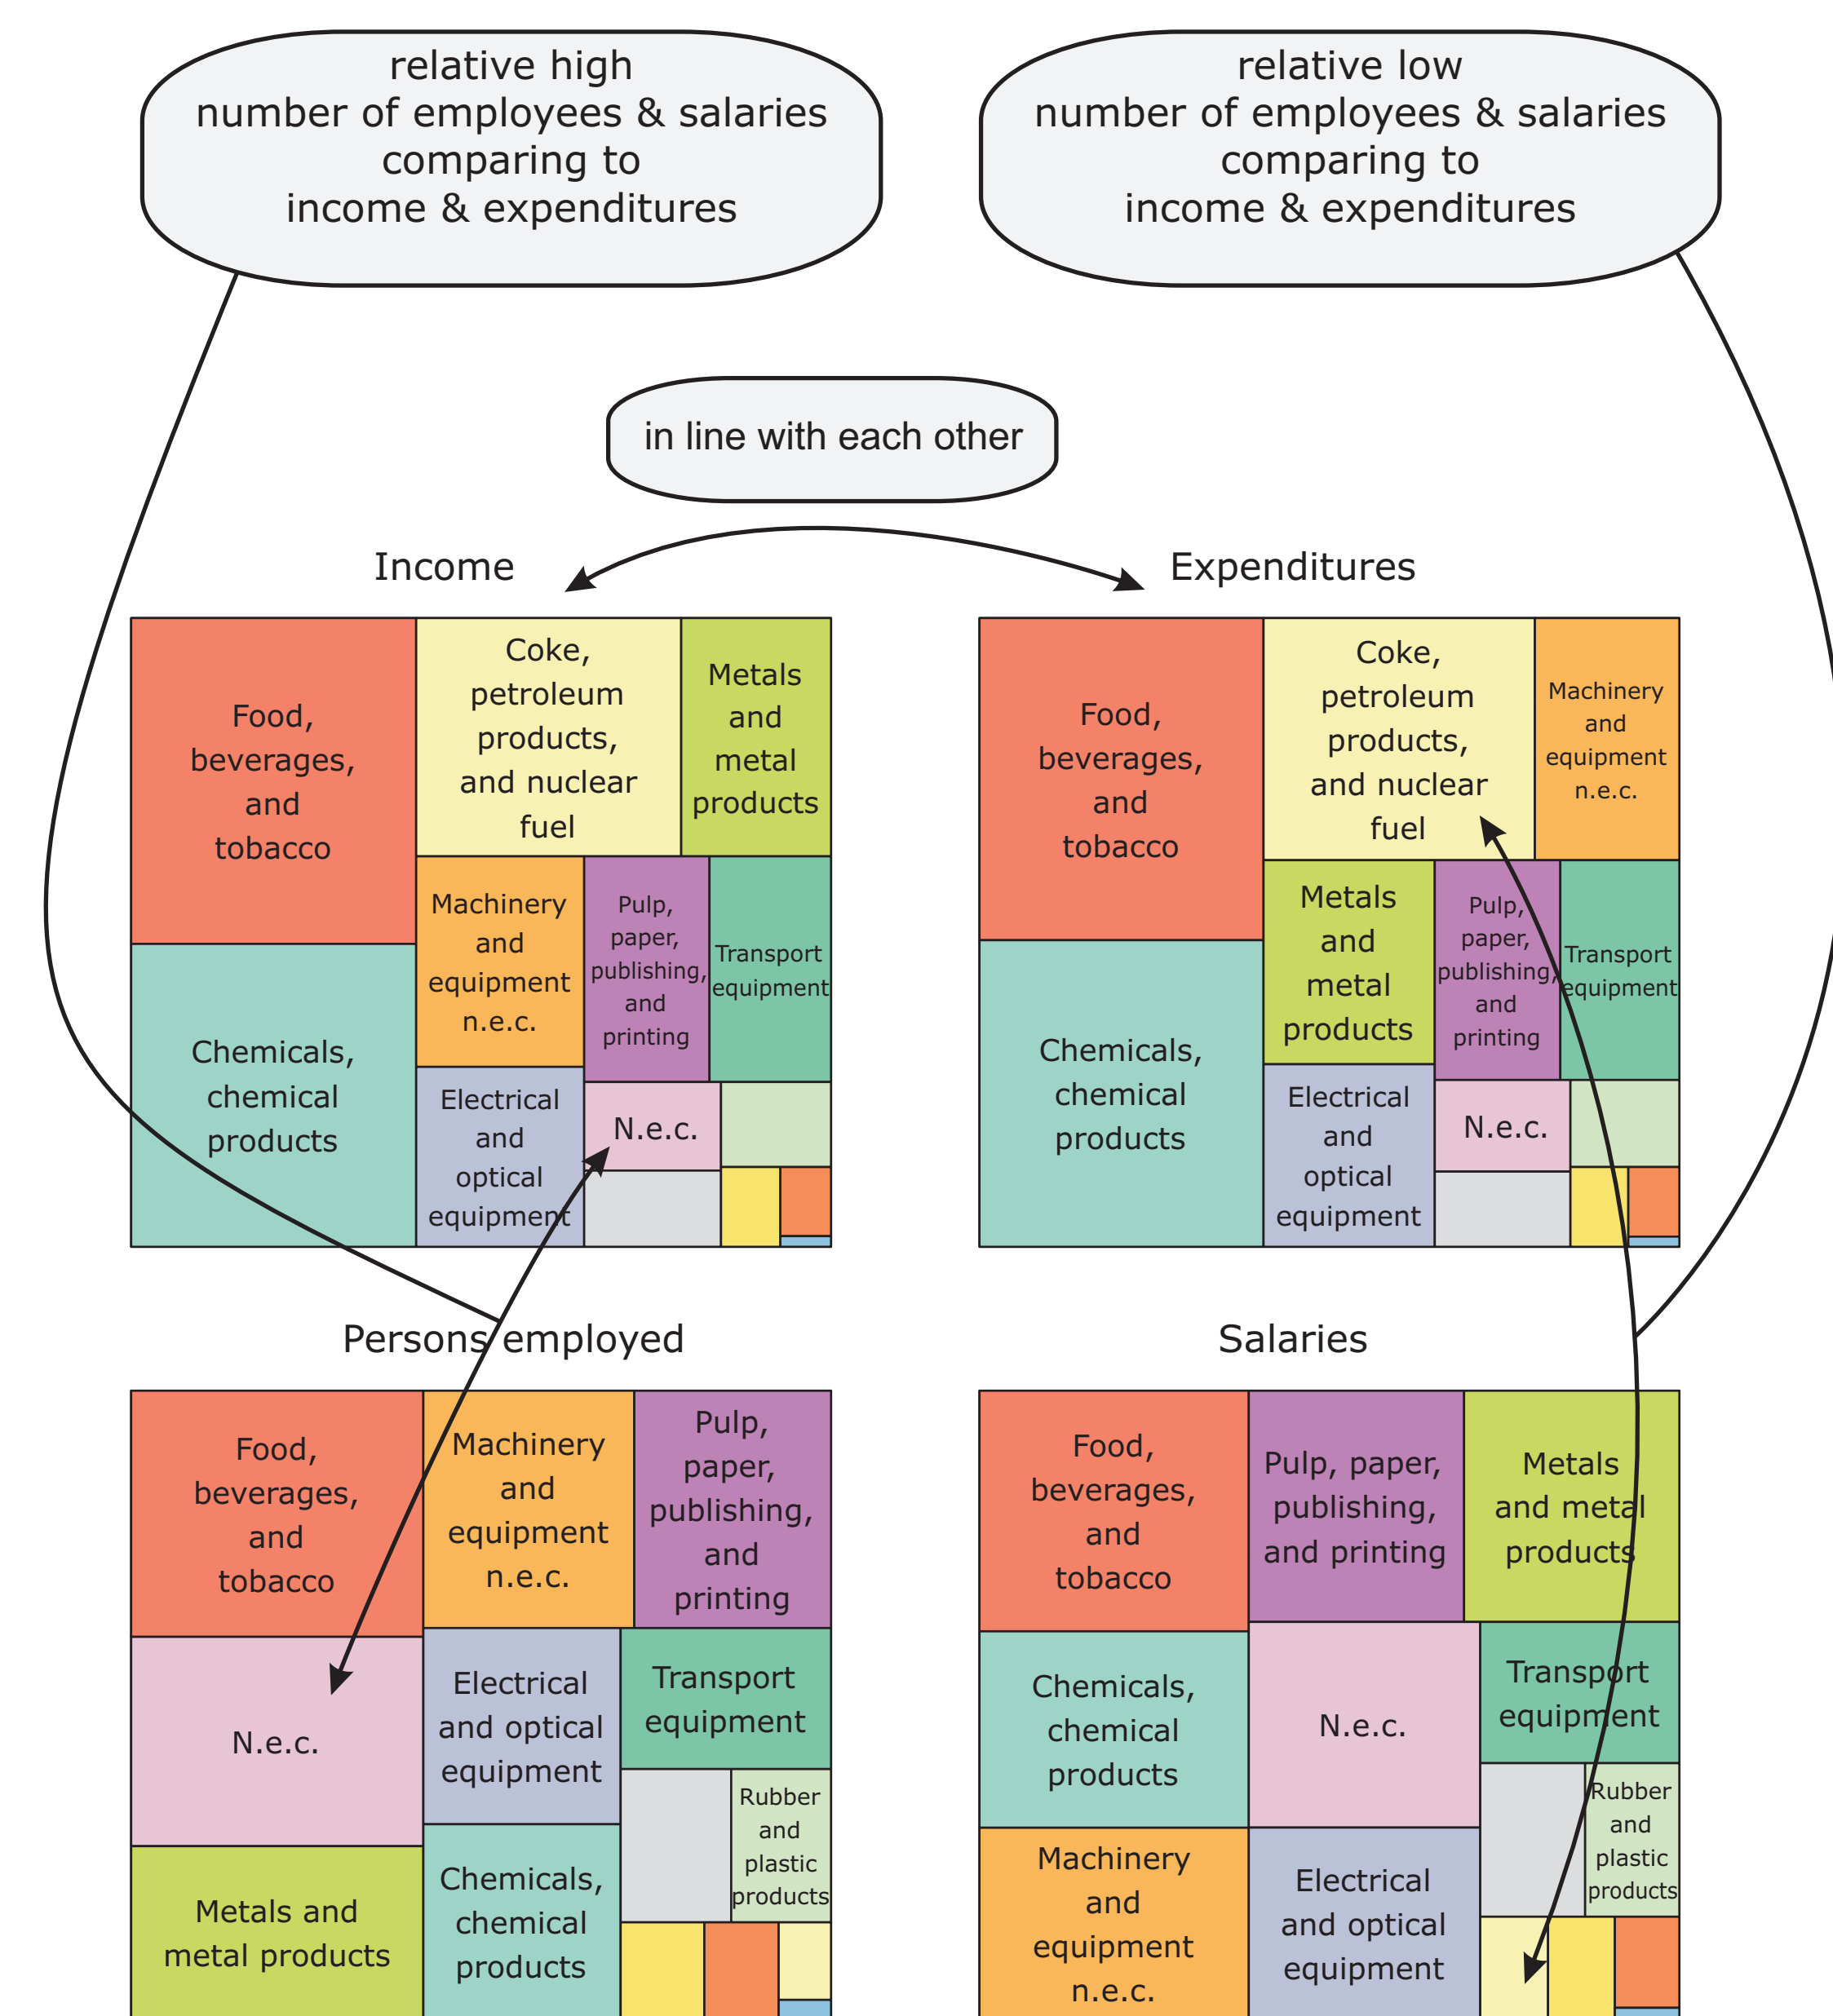 relative high
number of employees & salaries
comparing to
income & expenditures
relative low
number of employees & salaries
comparing to
income & expenditures
in line with each other
Income
Food,
beverages,
and
tobacco
Coke,
petroleum
products,
and nuclear
fuel
Metals
and
metal
products
Machinery
and
equipment
n.e.c.
Pulp,
paper,
publishing,
and
printing
Transport
equipment
Chemicals,
chemical
products
Electrical
and
optical
equipment
N.e.c.
Expenditures
Food,
beverages,
and
tobacco
Coke,
petroleum
products,
and nuclear
fuel
Machinery
and
equipment
n.e.c.
Metals
and
metal
products
Pulp,
paper,
publishing,
and
printing
Transport
equipment
Chemicals,
chemical
products
Electrical
and
optical
equipment
N.e.c.
Persons employed
Food,
beverages,
and
tobacco
Machinery
and
equipment
n.e.c.
Pulp,
paper,
publishing,
and
printing
N.e.c.
Electrical
and optical
equipment
Transport
equipment
Rubber
and
plastic
products
Metals and
metal products
Chemicals,
chemical
products
Salaries
Food,
beverages,
and
tobacco
Pulp, paper,
publishing,
and printing
Metals
and metal
products
Chemicals,
chemical
products
N.e.c.
Transport
equipment
Rubber
and
plastic
products
Machinery
and
equipment
n.e.c.
Electrical
and optical
equipment